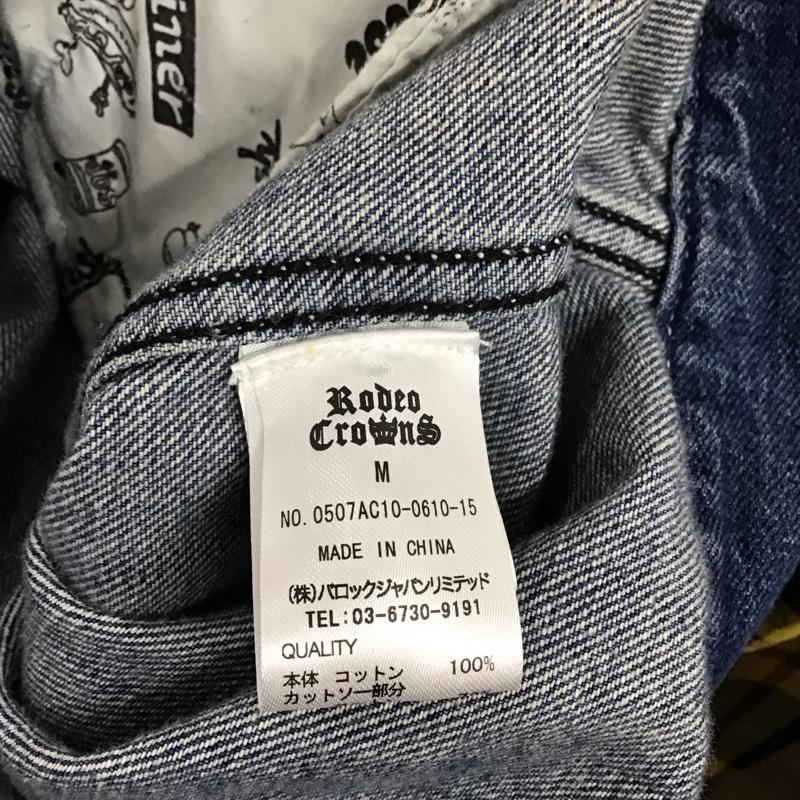 iner
Rodeo
CrownS
M
NO. 0507AC10-0610-15
MADE IN CHINA
(株)バロックジャパンリミテッド
TEL:03-6730-9191
QUALITY
本体 コットン 100%
カットソー部分